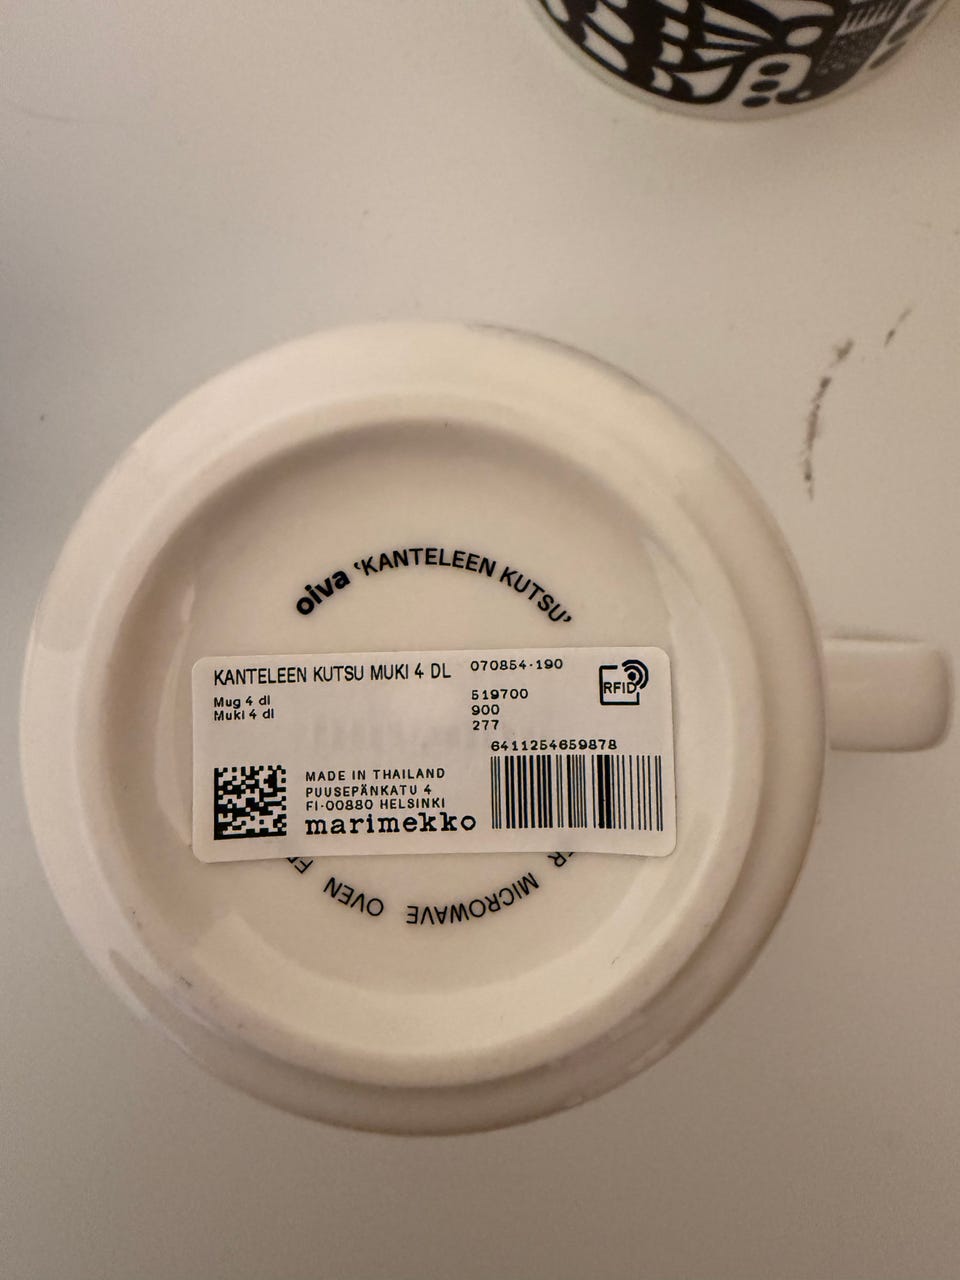 oiva ‘KANTELEEN KUTSU’
KANTELEEN KUTSU MUKI 4 DL
070854-190
Mug 4 dl
Muki 4 dl
519700
900
277
RFID
6411254659878
MADE IN THAILAND
PUUSEPÄNKATU 4
FI-00880 HELSINKI
marimekko
MICROWAVE OVEN